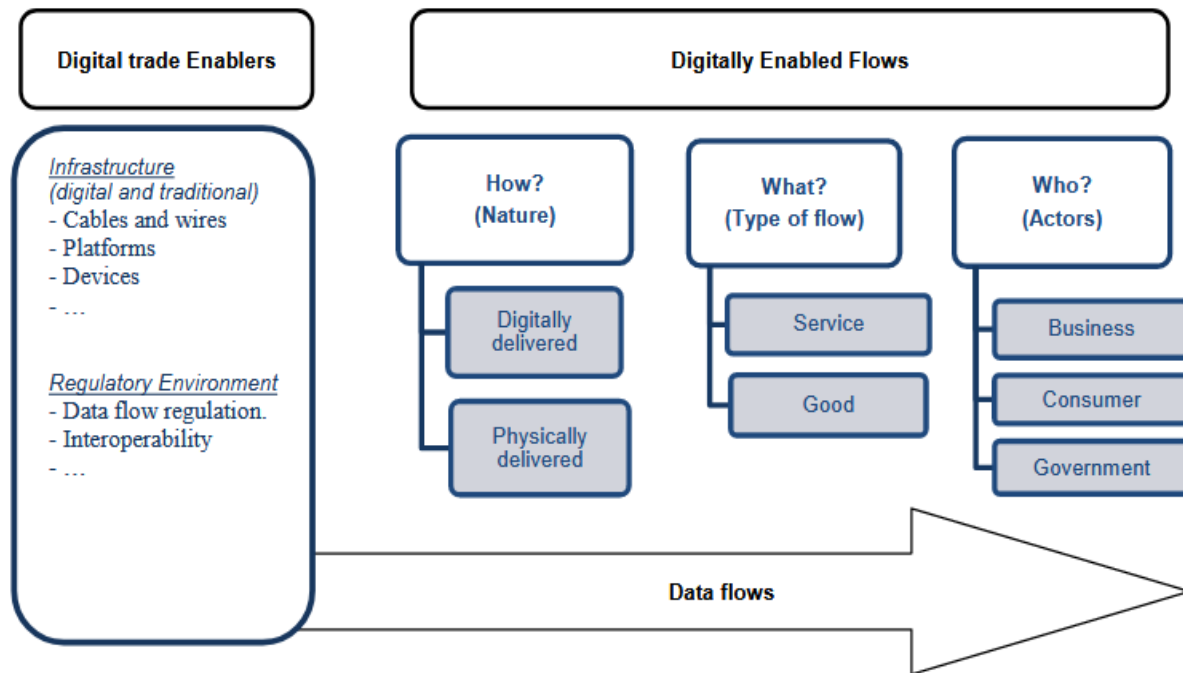 Digital trade Enablers
Digitally Enabled Flows
Infrastructure
(digital and traditional)
- Cables and wires
- Platforms
- Devices
- …
Regulatory Environment
- Data flow regulation.
- Interoperability
- …
How?
(Nature)
Digitally
delivered
Physically
delivered
What?
(Type of flow)
Service
Good
Who?
(Actors)
Business
Consumer
Government
Data flows